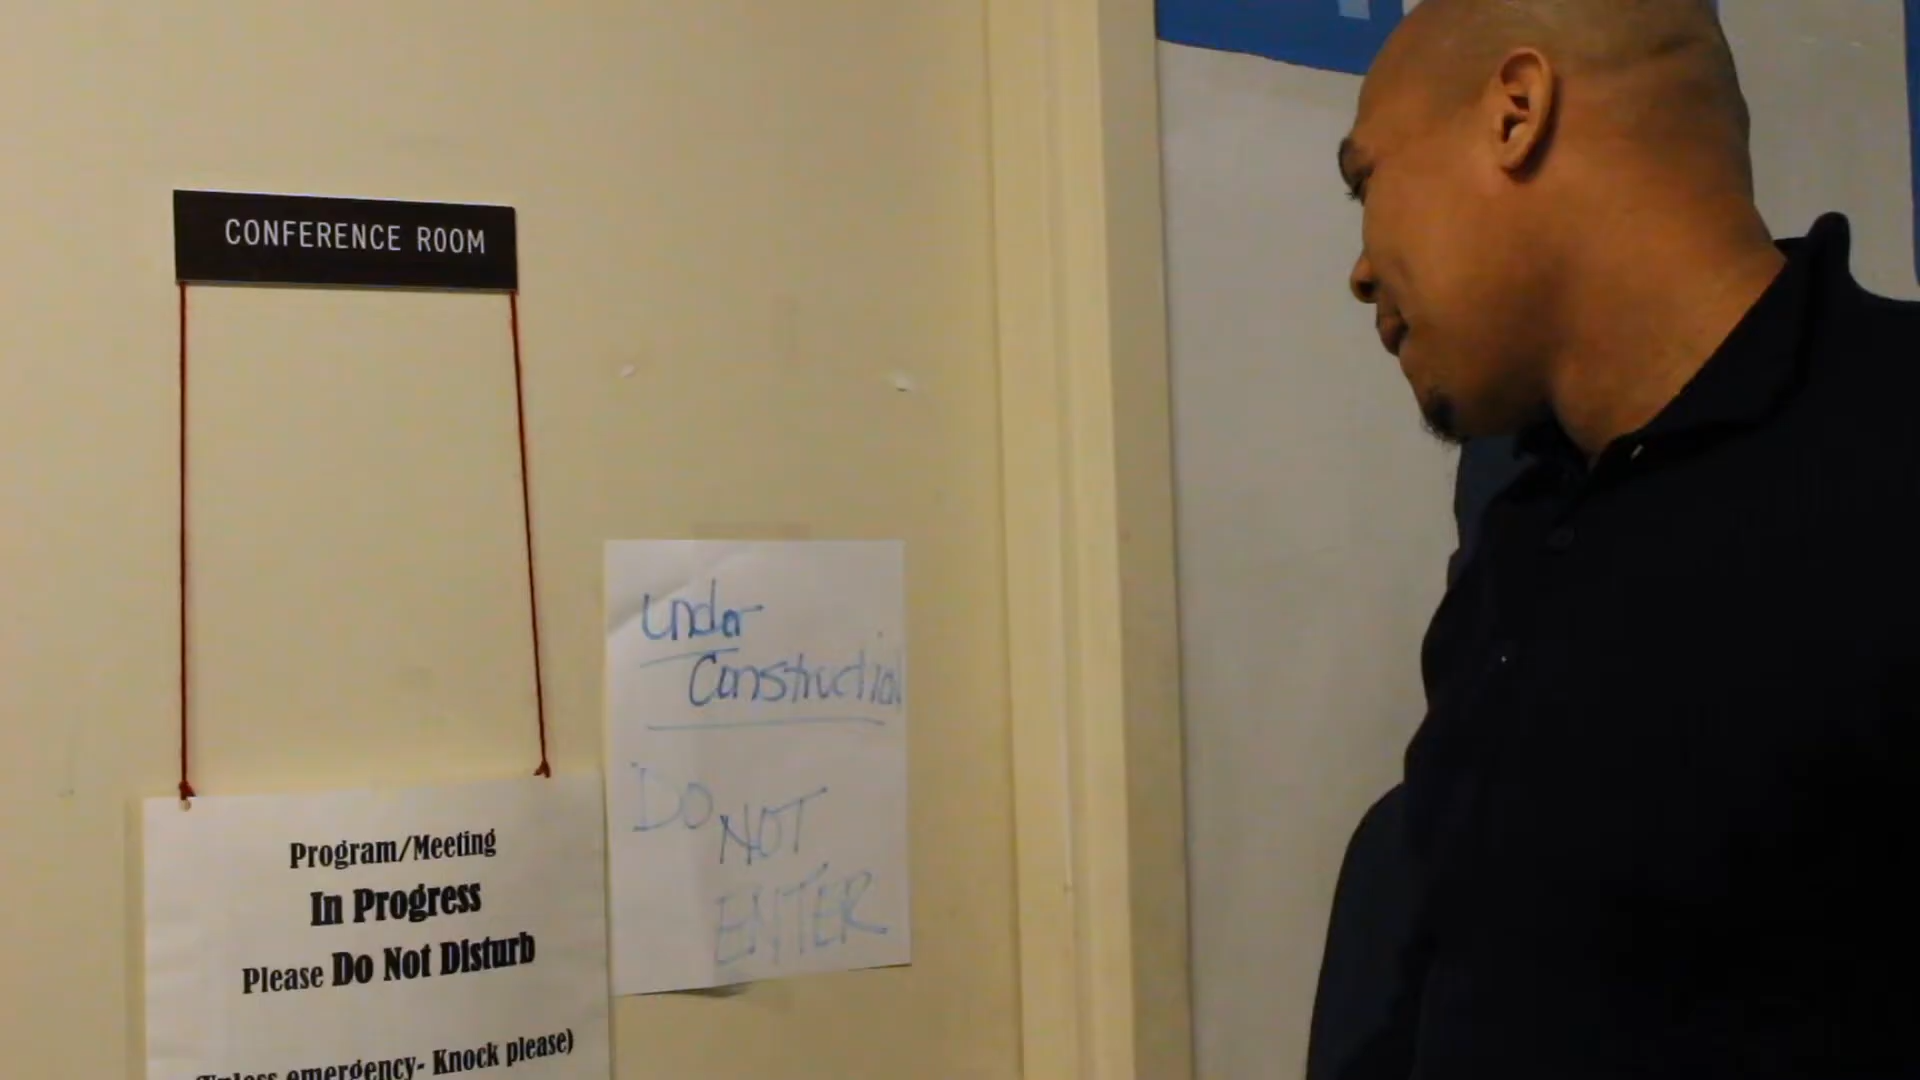 CONFERENCE ROOM
Program/Meeting
In Progress
Please Do Not Disturb
emergency- Knock please)
Under
Construction
DO
NOT
ENTER